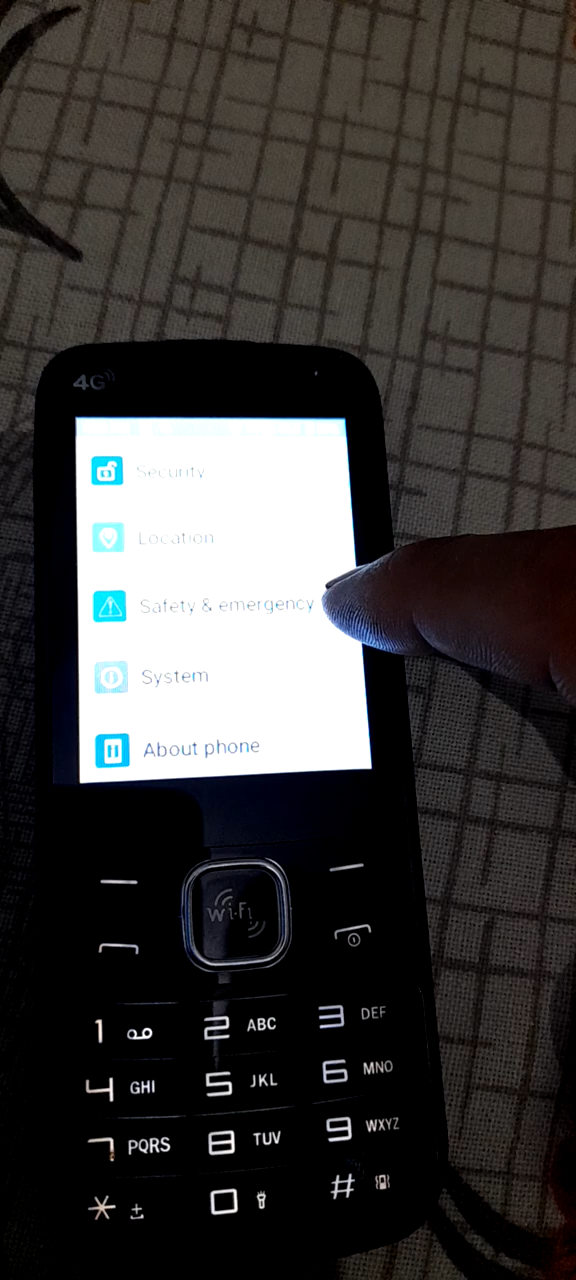 4G
Security
Location
Safety & emergency
System
About phone
Wi-Fi
1
2 ABC
3 DEF
4 GHI
5 JKL
6 MNO
7 PQRS
8 TUV
9 WXYZ
* +
0
#